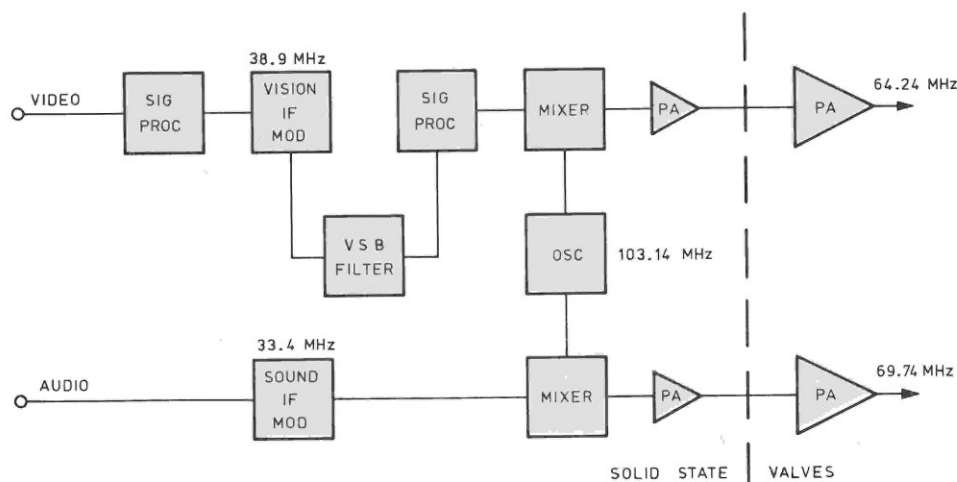 38.9 MHz
VIDEO
SIG
PROC
VISION
IF
MOD
SIG
PROC
MIXER
PA
PA
64.24 MHz
V S B
FILTER
OSC
103.14 MHz
33.4 MHz
AUDIO
SOUND
IF
MOD
MIXER
PA
PA
69.74 MHz
SOLID STATE
VALVES